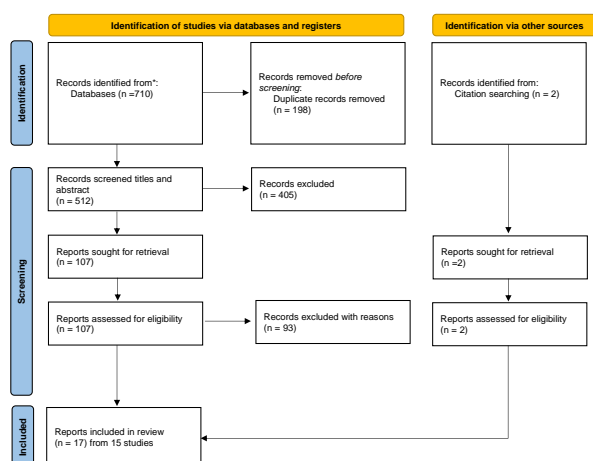 Identification of studies via databases and registers
Identification via other sources
Identification
Records identified from*:
Databases (n =710)
Records removed before
screening:
Duplicate records removed
(n = 198)
Records identified from:
Citation searching (n = 2)
Screening
Records screened titles and
abstract
(n = 512)
Records excluded
(n = 405)
Reports sought for retrieval
(n = 107)
Reports sought for retrieval
(n =2)
Reports assessed for eligibility
(n = 107)
Records excluded with reasons
(n = 93)
Reports assessed for eligibility
(n = 2)
Included
Reports included in review
(n = 17) from 15 studies